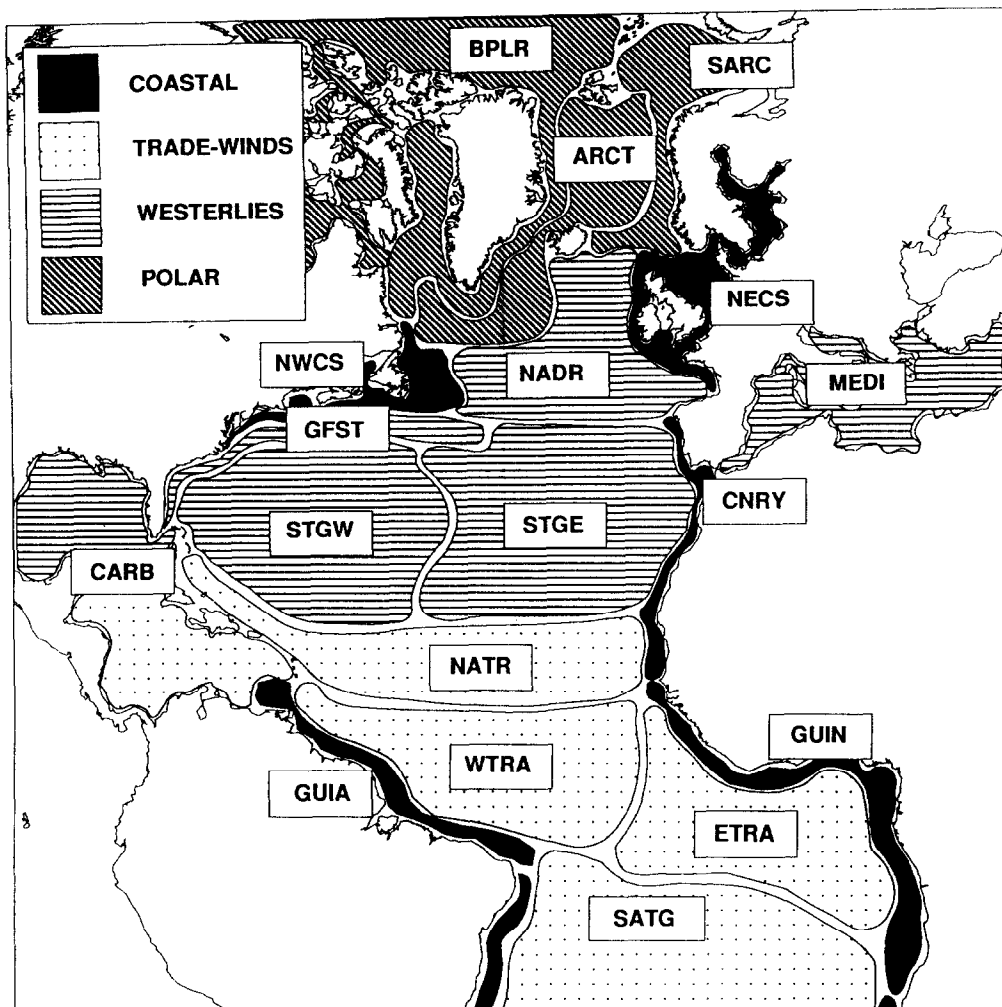 COASTAL
TRADE-WINDS
WESTERLIES
POLAR
BPLR
SARC
ARCT
NECS
NWCS
NADR
MEDI
GFST
CNRY
STGW
STGE
CARB
NATR
GUIN
WTRA
GUIA
ETRA
SATG